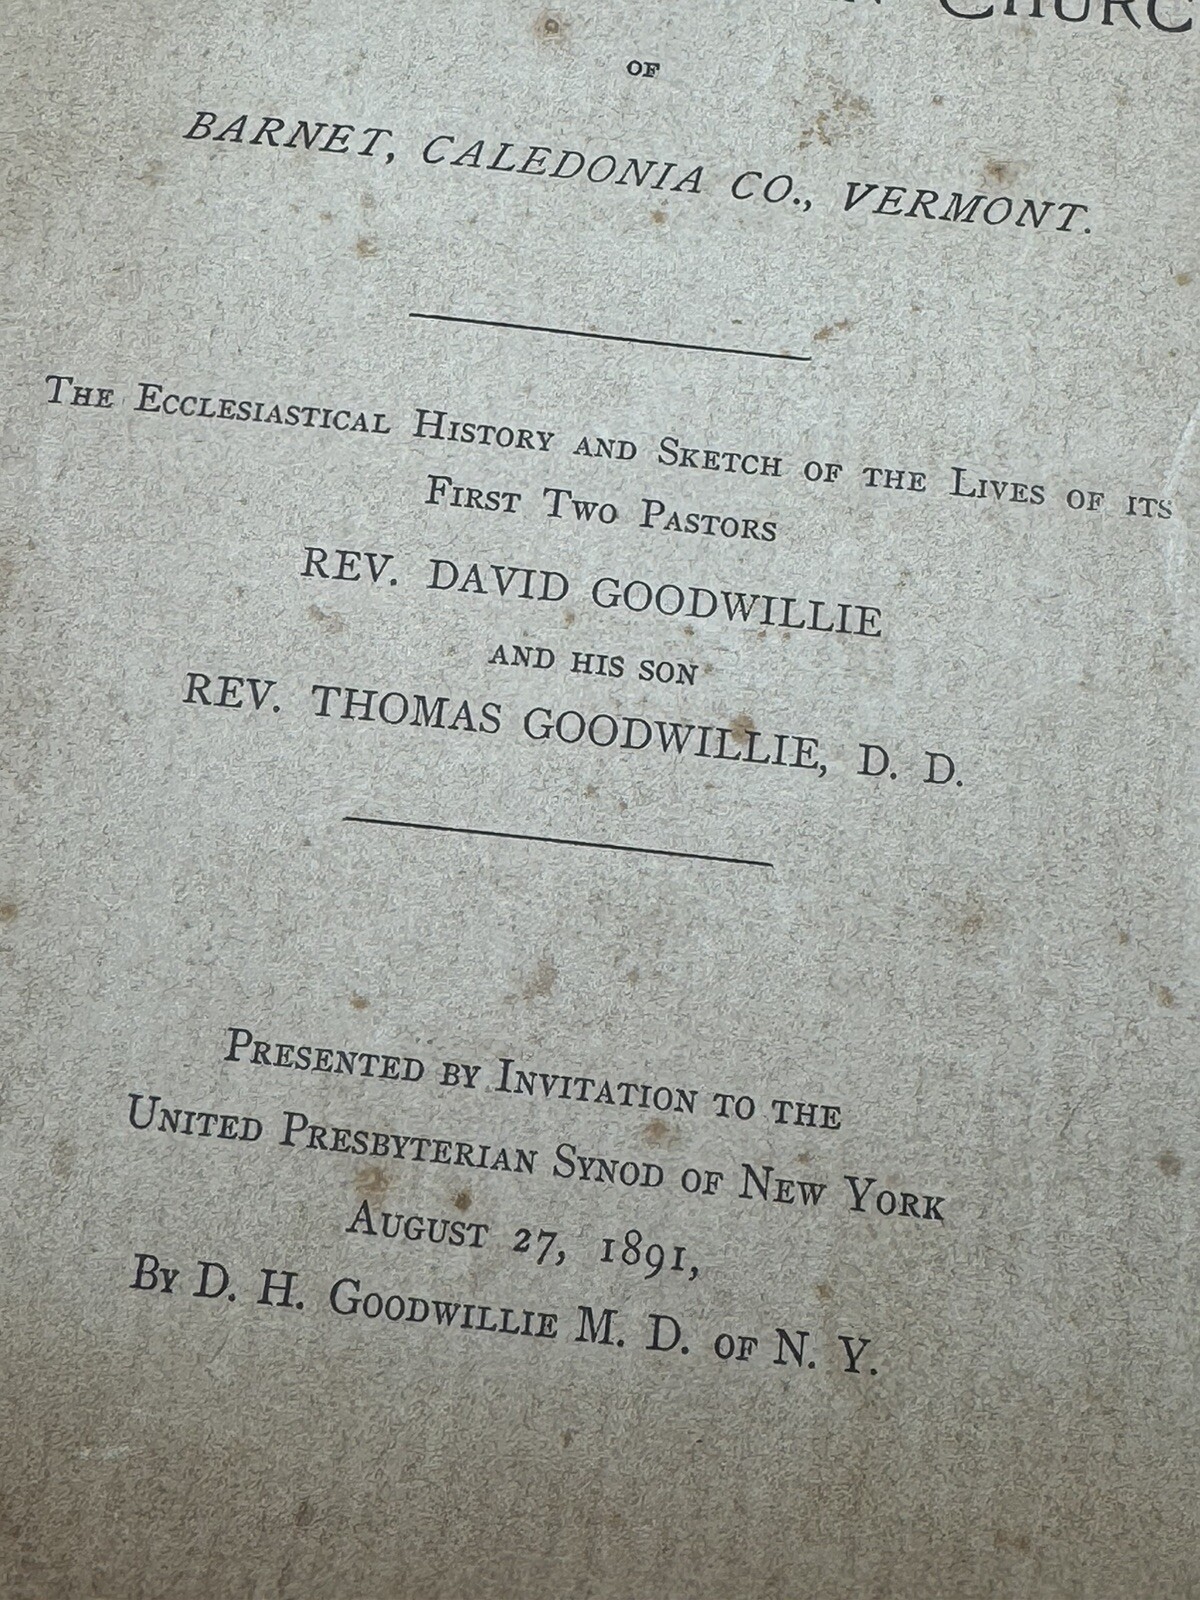 OF
BARNET, CALEDONIA CO., VERMONT.
THE ECCLESIASTICAL HISTORY AND SKETCH OF THE LIVES OF ITS
FIRST TWO PASTORS
REV. DAVID GOODWILLIE
AND HIS SON
REV. THOMAS GOODWILLIE, D. D.
PRESENTED BY INVITATION TO THE
UNITED PRESBYTERIAN SYNOD OF NEW YORK
AUGUST 27, 1891,
BY D. H. GOODWILLIE M. D. OF N. Y.